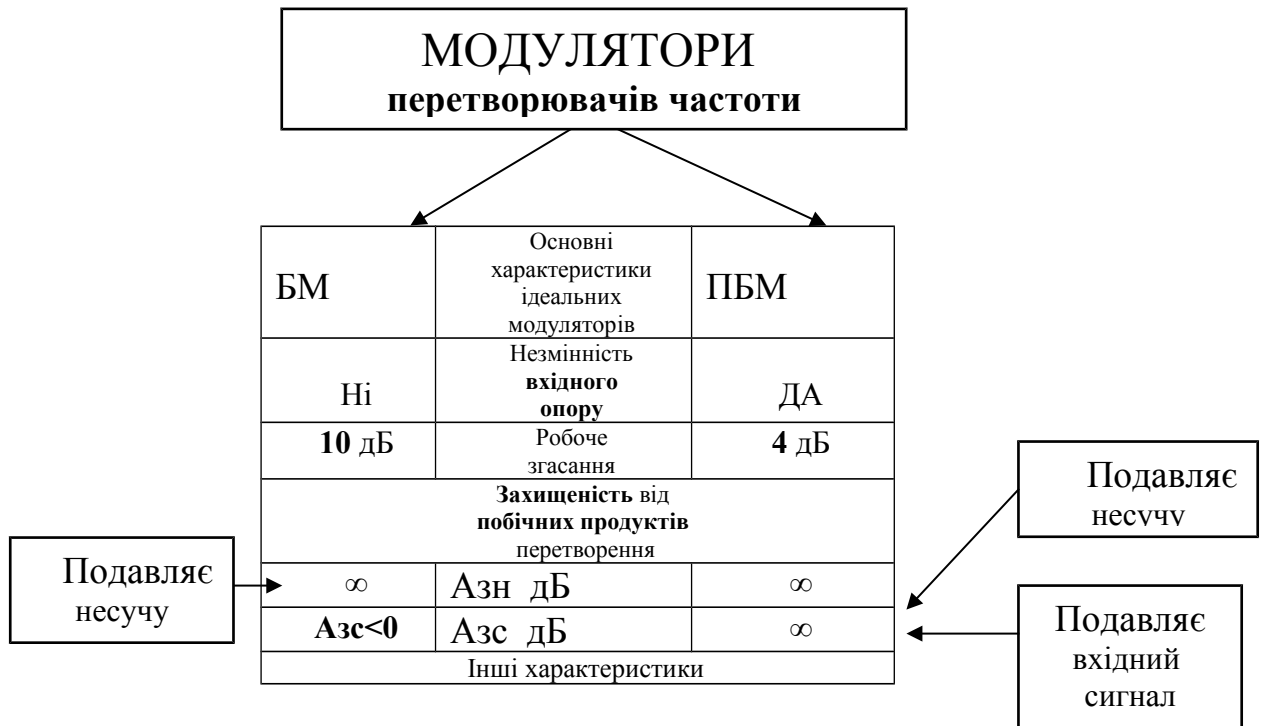 МОДУЛЯТОРИ
перетворювачів частоти
БМ
Основні
характеристики
ідеальних
модуляторів
ПБМ
Ні
Незмінність
вхідного
опору
ДА
10 дБ
Робоче
згасання
4 дБ
Захищеність від
побічних продуктів
перетворення
∞
Азн дБ
∞
Азс<0
Азс дБ
∞
Інші характеристики
Подавляє
несучу
Подавляє
несучу
Подавляє
вхідний
сигнал